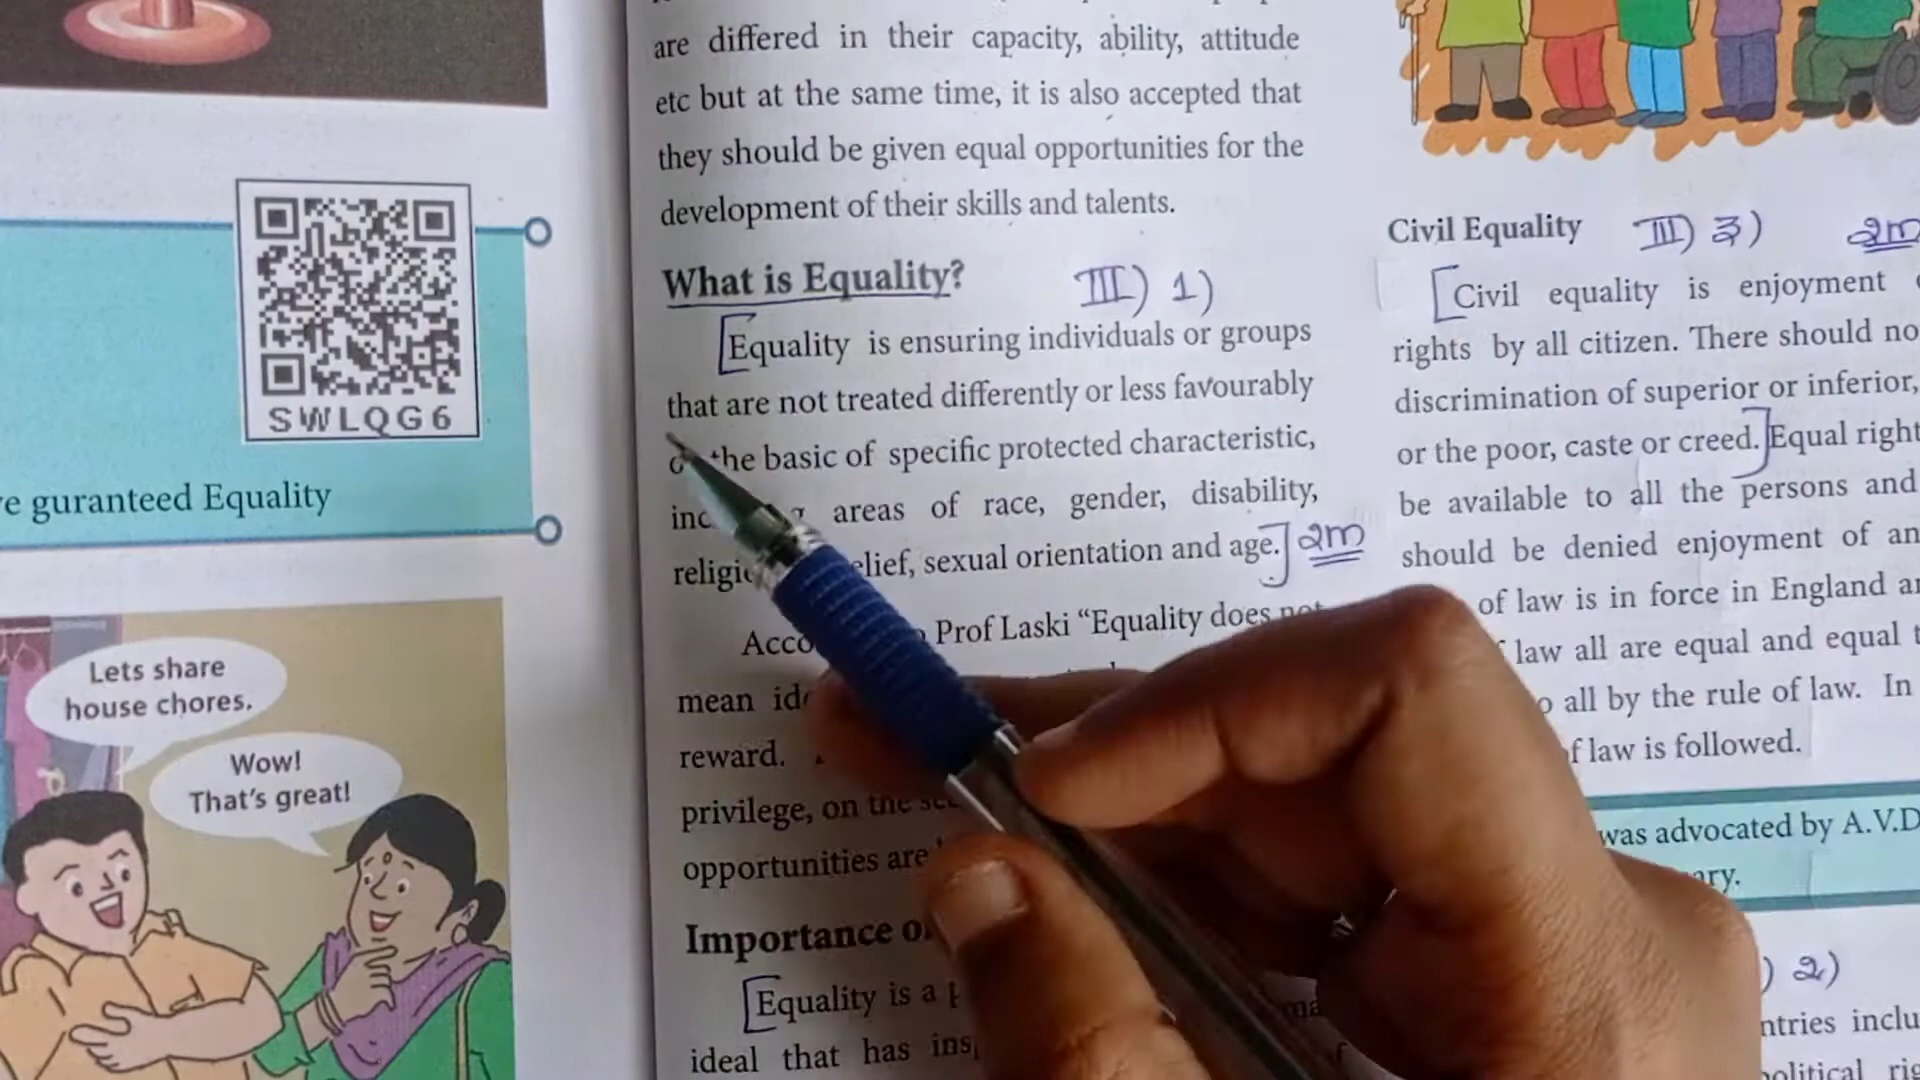 SWLQG6
guranteed Equality
Lets share
house chores.
Wow!
That's great!
are differed in their capacity, ability, attitude
etc but at the same time, it is also accepted that
they should be given equal opportunities for the
development of their skills and talents.
What is Equality? III) 1)
[Equality is ensuring individuals or groups
that are not treated differently or less favourably
the basic of specific protected characteristic,
areas of race, gender, disability,
sexual orientation and age.] 2m
Prof Laski “Equality does not
mean
reward.
privilege, on the
opportunities are
Importance
[Equality is a
ideal that has
Civil Equality III) 3) 2m
[Civil equality is enjoyment
rights by all citizen. There should no
discrimination of superior or inferior,
or the poor, caste or creed.] Equal right
be available to all the persons and
should be denied enjoyment of
of law is in force in England
law all are equal and equal
all by the rule of law. In
of law is followed.
was advocated by A.V.D
) 2)